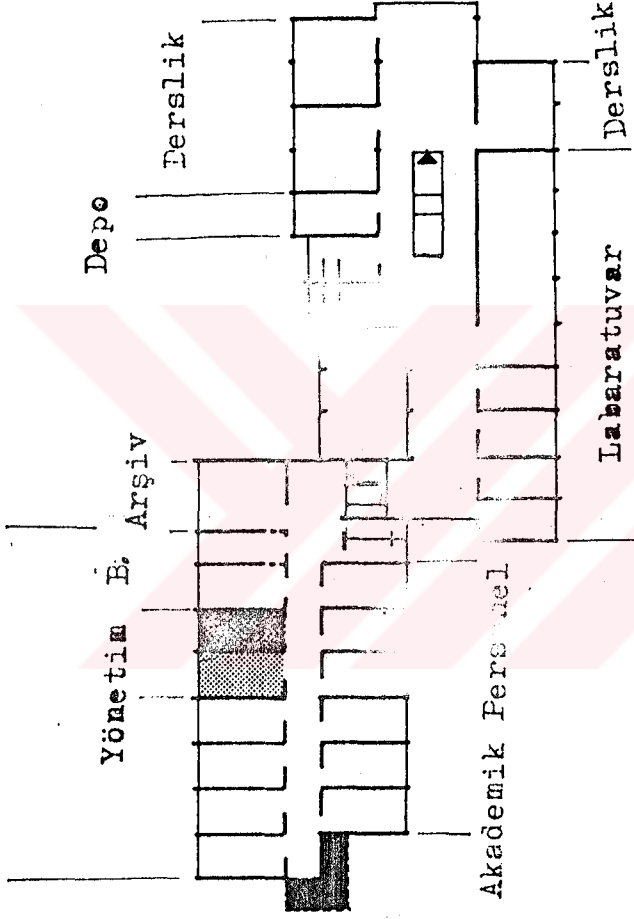 Derslik
Depo
Arşiv
Yönetim B.
Derslik
Labaratuvar
Akademik Personel